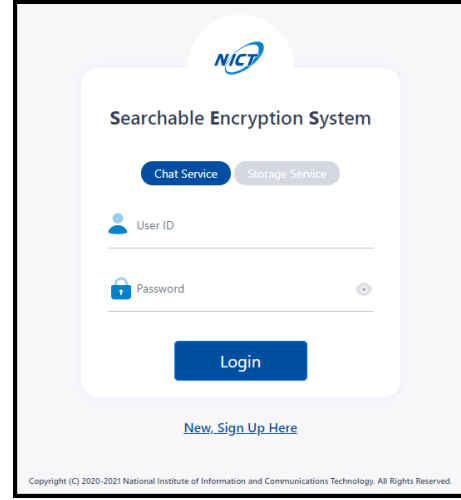 NICT
Searchable Encryption System
Chat Service Storage Service
User ID
Password
Login
New, Sign Up Here
Copyright (C) 2020-2021 National Institute of Information and Communications Technology. All Rights Reserved.